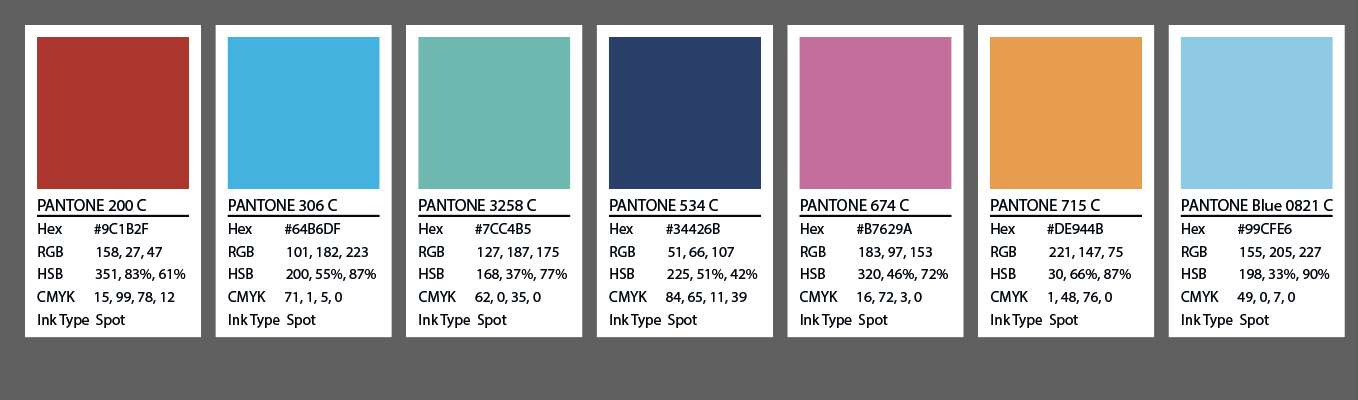 PANTONE 200 C
Hex #9C1B2F
RGB 158, 27, 47
HSB 351, 83%, 61%
CMYK 15, 99, 78, 12
Ink Type Spot
PANTONE 306 C
Hex #64B6DF
RGB 101, 182, 223
HSB 200, 55%, 87%
CMYK 71, 1, 5, 0
Ink Type Spot
PANTONE 3258 C
Hex #7CC4B5
RGB 127, 187, 175
HSB 168, 37%, 77%
CMYK 62, 0, 35, 0
Ink Type Spot
PANTONE 534 C
Hex #34426B
RGB 51, 66, 107
HSB 225, 51%, 42%
CMYK 84, 65, 11, 39
Ink Type Spot
PANTONE 674 C
Hex #B7629A
RGB 183, 97, 153
HSB 320, 46%, 72%
CMYK 16, 72, 3, 0
Ink Type Spot
PANTONE 715 C
Hex #DE944B
RGB 221, 147, 75
HSB 30, 66%, 87%
CMYK 1, 48, 76, 0
Ink Type Spot
PANTONE Blue 0821 C
Hex #99CFE6
RGB 155, 205, 227
HSB 198, 33%, 90%
CMYK 49, 0, 7, 0
Ink Type Spot